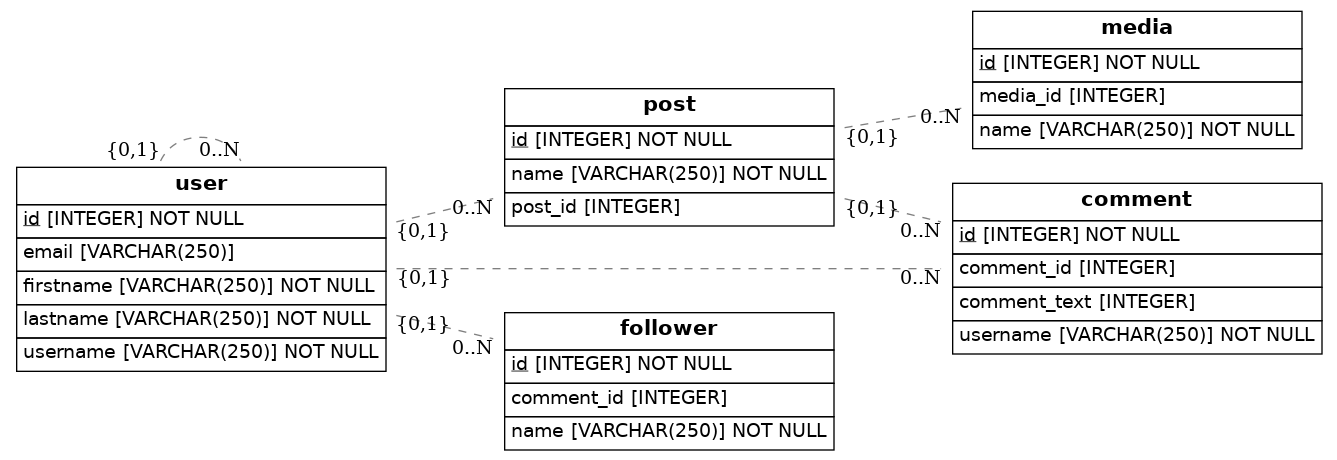 media
id [INTEGER] NOT NULL
media_id [INTEGER]
name [VARCHAR(250)] NOT NULL
post
id [INTEGER] NOT NULL
name [VARCHAR(250)] NOT NULL
post_id [INTEGER]
0..N
{0,1}
{0,1} 0..N
user
id [INTEGER] NOT NULL
email [VARCHAR(250)]
firstname [VARCHAR(250)] NOT NULL
lastname [VARCHAR(250)] NOT NULL
username [VARCHAR(250)] NOT NULL
0..N
{0,1}
{0,1}
0..N
comment
id [INTEGER] NOT NULL
comment_id [INTEGER]
comment_text [INTEGER]
username [VARCHAR(250)] NOT NULL
{0,1}
0..N
{0,1}
0..N
follower
id [INTEGER] NOT NULL
comment_id [INTEGER]
name [VARCHAR(250)] NOT NULL